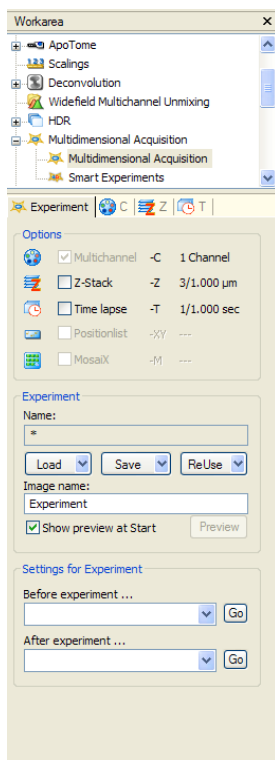 Workarea x
ApoTome
123 Scalings
Deconvolution
Widefield Multichannel Unmixing
HDR
Multidimensional Acquisition
Multidimensional Acquisition
Smart Experiments
Experiment C Z T
Options
Multichannel -C 1 Channel
Z-Stack -Z 3/1.000 µm
Time lapse -T 1/1.000 sec
Positionlist -XY ---
MosaiX -M ---
Experiment
Name:
*
Load Save ReUse
Image name:
Experiment
Show preview at Start Preview
Settings for Experiment
Before experiment ...
Go
After experiment ...
Go